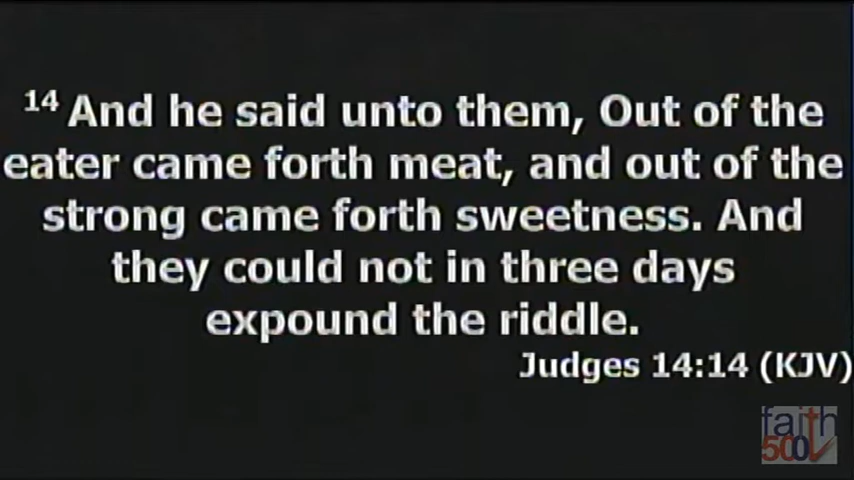 14 And he said unto them, Out of the
eater came forth meat, and out of the
strong came forth sweetness. And
they could not in three days
expound the riddle.
Judges 14:14 (KJV)
faith
500